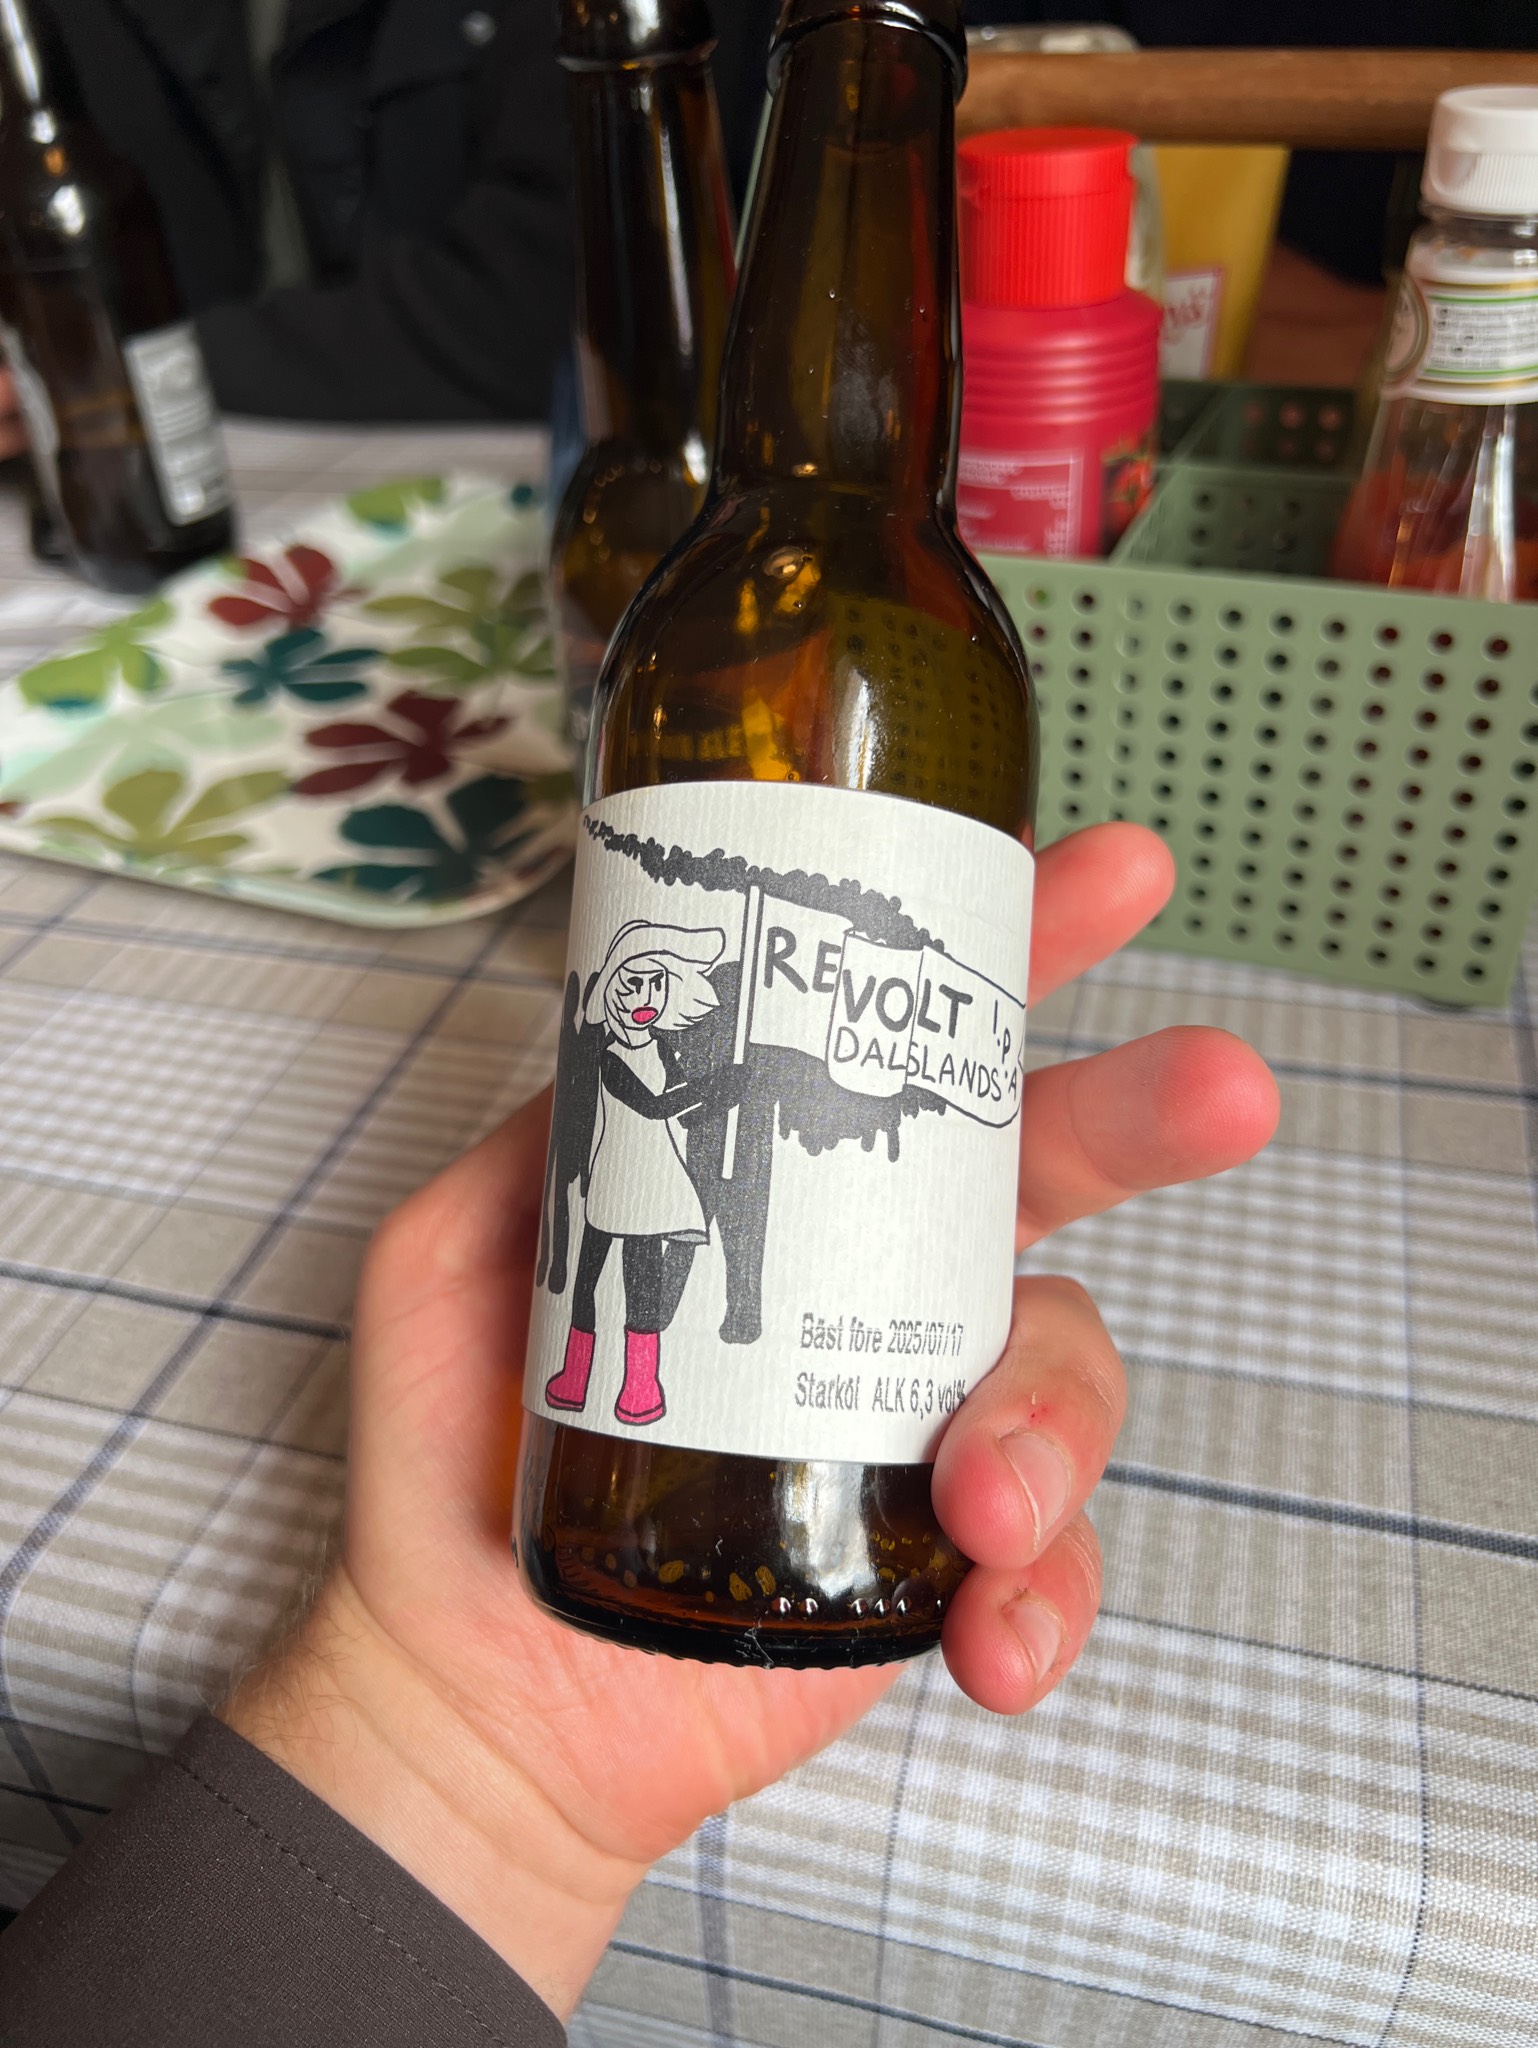 REVOLT I.P.A
DALSLANDS
Bäst före 2025/07/17
Starköl ALK 6,3 vol%